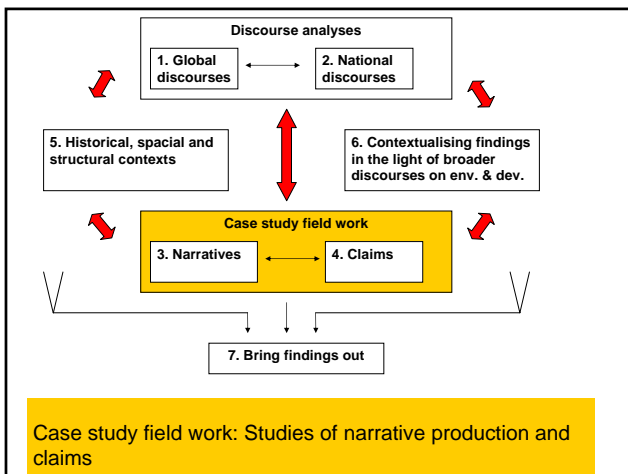 Discourse analyses
1. Global
discourses
2. National
discourses
5. Historical, spacial and
structural contexts
6. Contextualising findings
in the light of broader
discourses on env. & dev.
Case study field work
3. Narratives
4. Claims
7. Bring findings out
Case study field work: Studies of narrative production and
claims